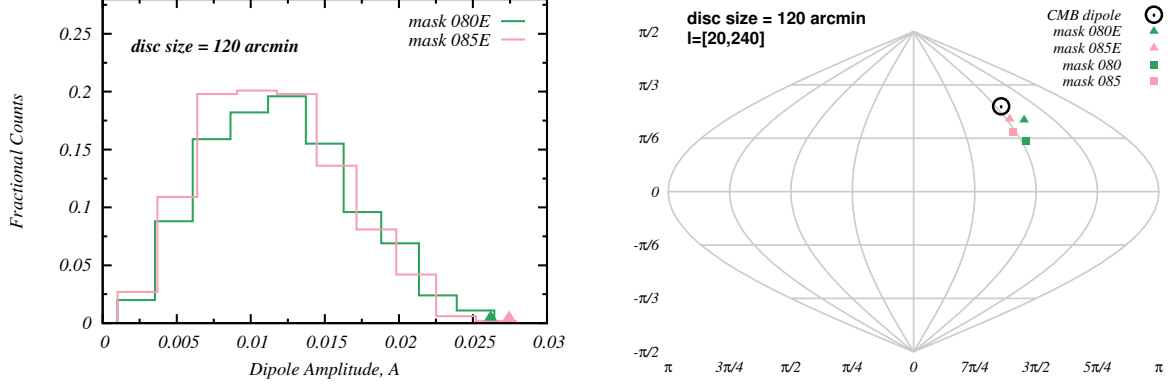 mask 080E
mask 085E
disc size = 120 arcmin
Fractional Counts
0.25
0.2
0.15
0.1
0.05
0
0 0.005 0.01 0.015 0.02 0.025 0.03
Dipole Amplitude, A
disc size = 120 arcmin
l=[20,240]
CMB dipole
mask 080E
mask 085E
mask 080
mask 085
π/2
π/3
π/6
0
-π/6
-π/3
-π/2
π 3π/4 π/2 π/4 0 7π/4 3π/2 5π/4 π